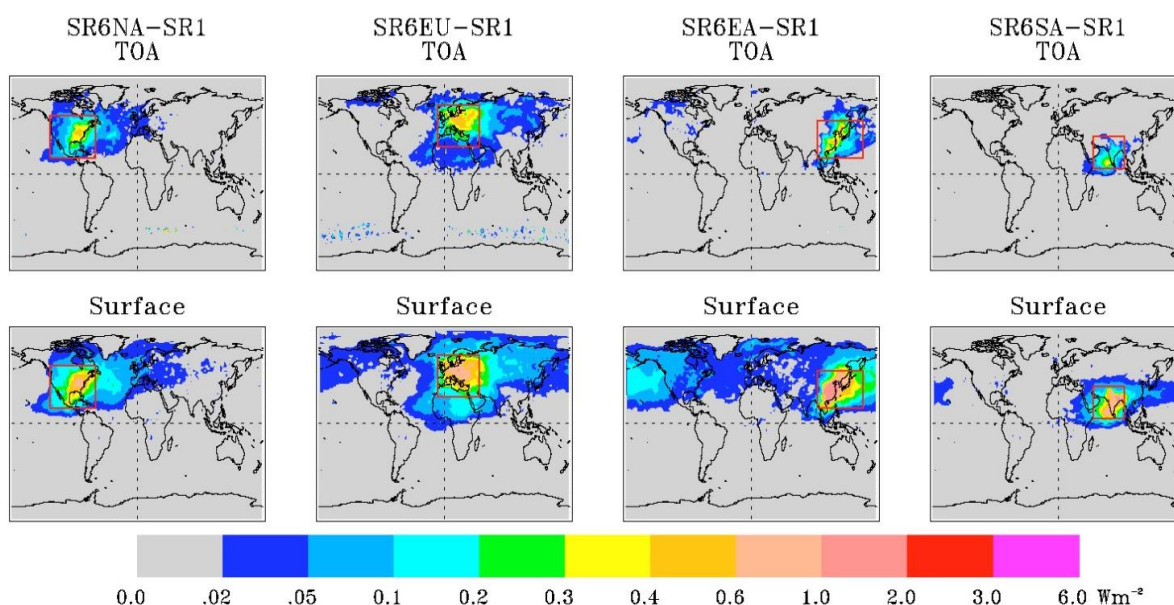 SR6NA-SR1
TOA
SR6EU-SR1
TOA
SR6EA-SR1
TOA
SR6SA-SR1
TOA
Surface
Surface
Surface
Surface
0.0 .02 .05 0.1 0.2 0.3 0.4 0.6 1.0 2.0 3.0 6.0 Wm⁻²